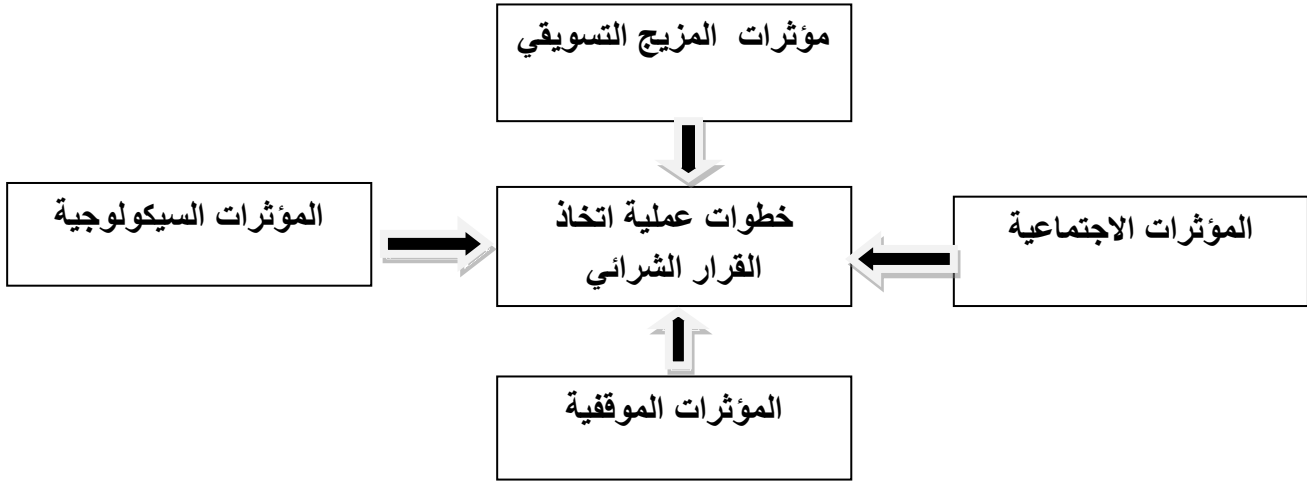 مؤثرات المزيج التسويقي
المؤثرات الاجتماعية
خطوات عملية اتخاذ
القرار الشرائي
المؤثرات السيكولوجية
المؤثرات الموقفية